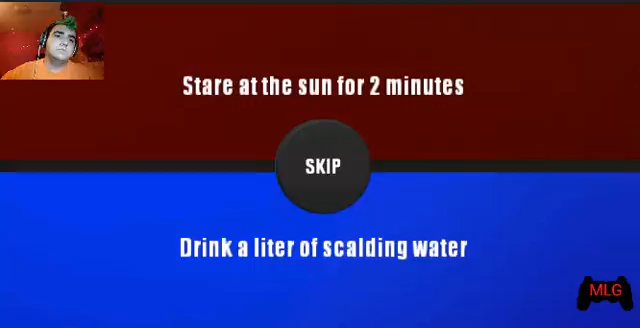 Stare at the sun for 2 minutes
SKIP
Drink a liter of scalding water
MLG